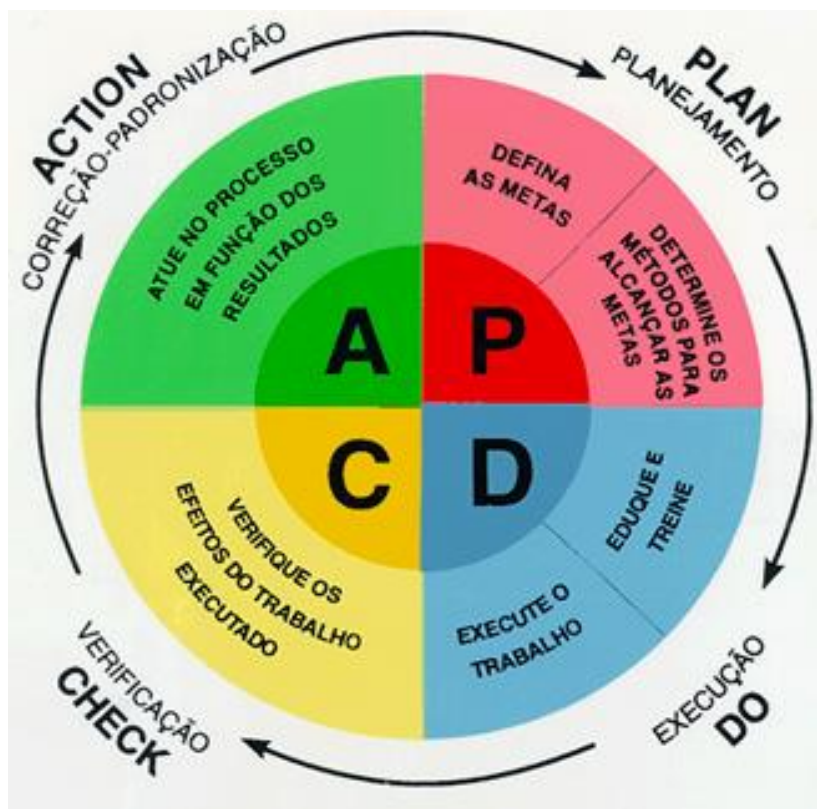 PLAN
PLANEJAMENTO
DEFINA
AS METAS
DETERMINE OS
MÉTODOS PARA
ALCANÇAR AS
METAS
P
EDUQUE E
TREINE
EXECUTE O
TRABALHO
D
EXECUÇÃO
DO
VERIFIQUE OS
EFEITOS DO TRABALHO
EXECUTADO
C
VERIFICAÇÃO
CHECK
ACTION
CORREÇÃO-PADRONIZAÇÃO
ATUE NO PROCESSO
EM FUNÇÃO DOS
RESULTADOS
A